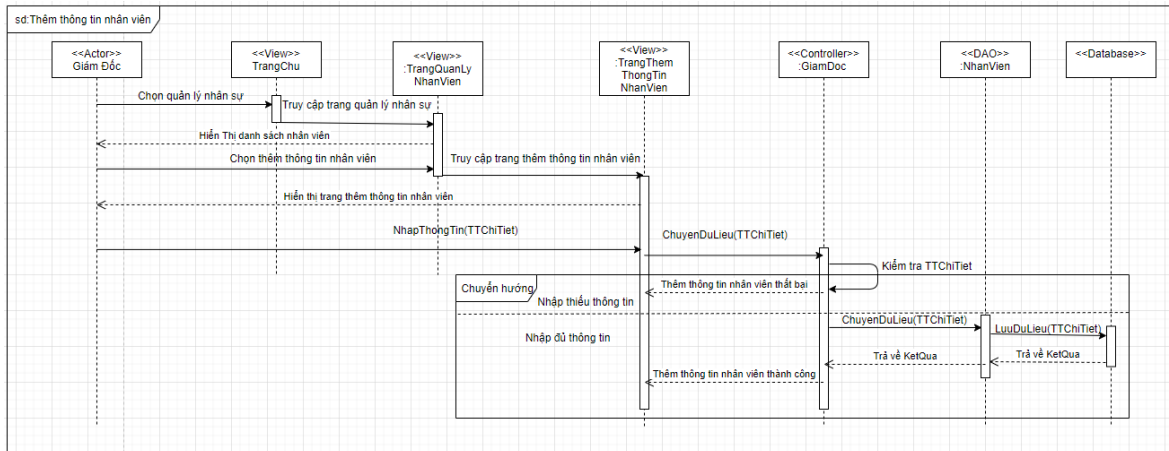 sd:Thêm thông tin nhân viên
<<Actor>>
Giám Đốc
<<View>>
TrangChu
<<View>>
:TrangQuanLy
NhanVien
<<View>>
:TrangThem
ThongTin
NhanVien
<<Controller>>
:GiamDoc
<<DAO>>
:NhanVien
<<Database>>
Chọn quản lý nhân sự
Truy cập trang quản lý nhân sự
Hiển Thị danh sách nhân viên
Chọn thêm thông tin nhân viên
Truy cập trang thêm thông tin nhân viên
Hiển thị trang thêm thông tin nhân viên
NhapThongTin(TTChiTiet)
ChuyenDuLieu(TTChiTiet)
Kiểm tra TTChiTiet
Chuyển hướng
Thêm thông tin nhân viên thất bại
Nhập thiếu thông tin
Nhập đủ thông tin
ChuyenDuLieu(TTChiTiet)
LuuDuLieu(TTChiTiet)
Trả về KetQua
Trả về KetQua
Thêm thông tin nhân viên thành công